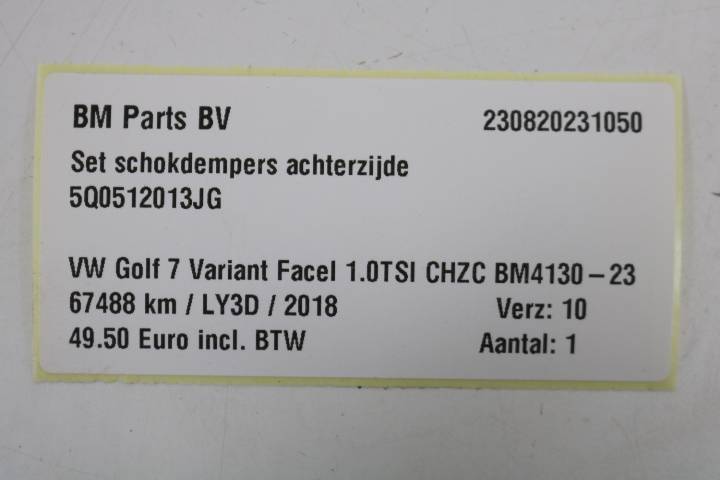 BM Parts BV 230820231050
Set schokdempers achterzijde
5Q0512013JG
VW Golf 7 Variant Facel 1.0TSI CHZC BM4130-23
67488 km / LY3D / 2018 Verz: 10
49.50 Euro incl. BTW Aantal: 1